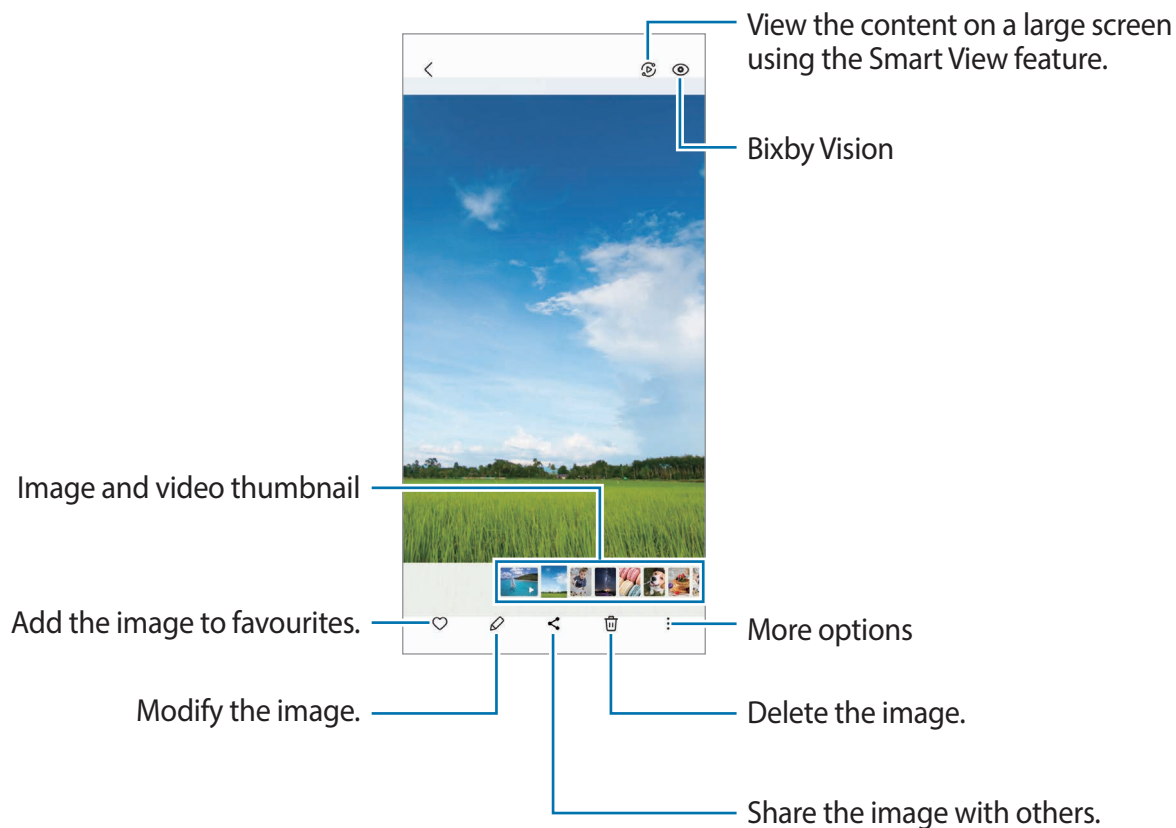 View the content on a large screen
using the Smart View feature.
Bixby Vision
Image and video thumbnail
Add the image to favourites.
More options
Modify the image.
Delete the image.
Share the image with others.